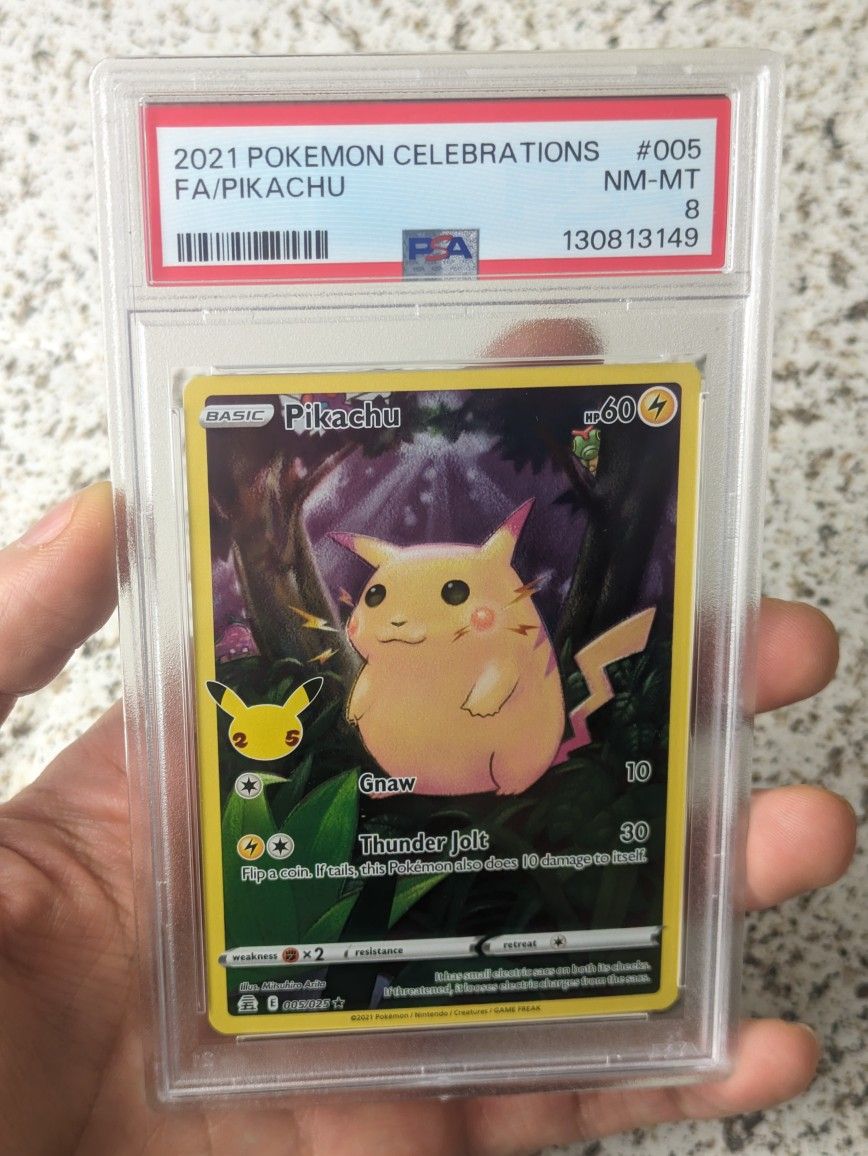 2021 POKEMON CELEBRATIONS #005
FA/PIKACHU NM-MT
8
PSA 130813149
BASIC Pikachu HP60
25
Gnaw 10
Thunder Jolt 30
Flip a coin. If tails, this Pokémon also does 10 damage to itself.
weakness ×2 resistance retreat
It has small electric sacs on both its cheeks.
If threatened, it looses electric charges from the sacs.
Illus. Mitsuhiro Arita
E 005/025 ★
©2021 Pokémon / Nintendo / Creatures / GAME FREAK